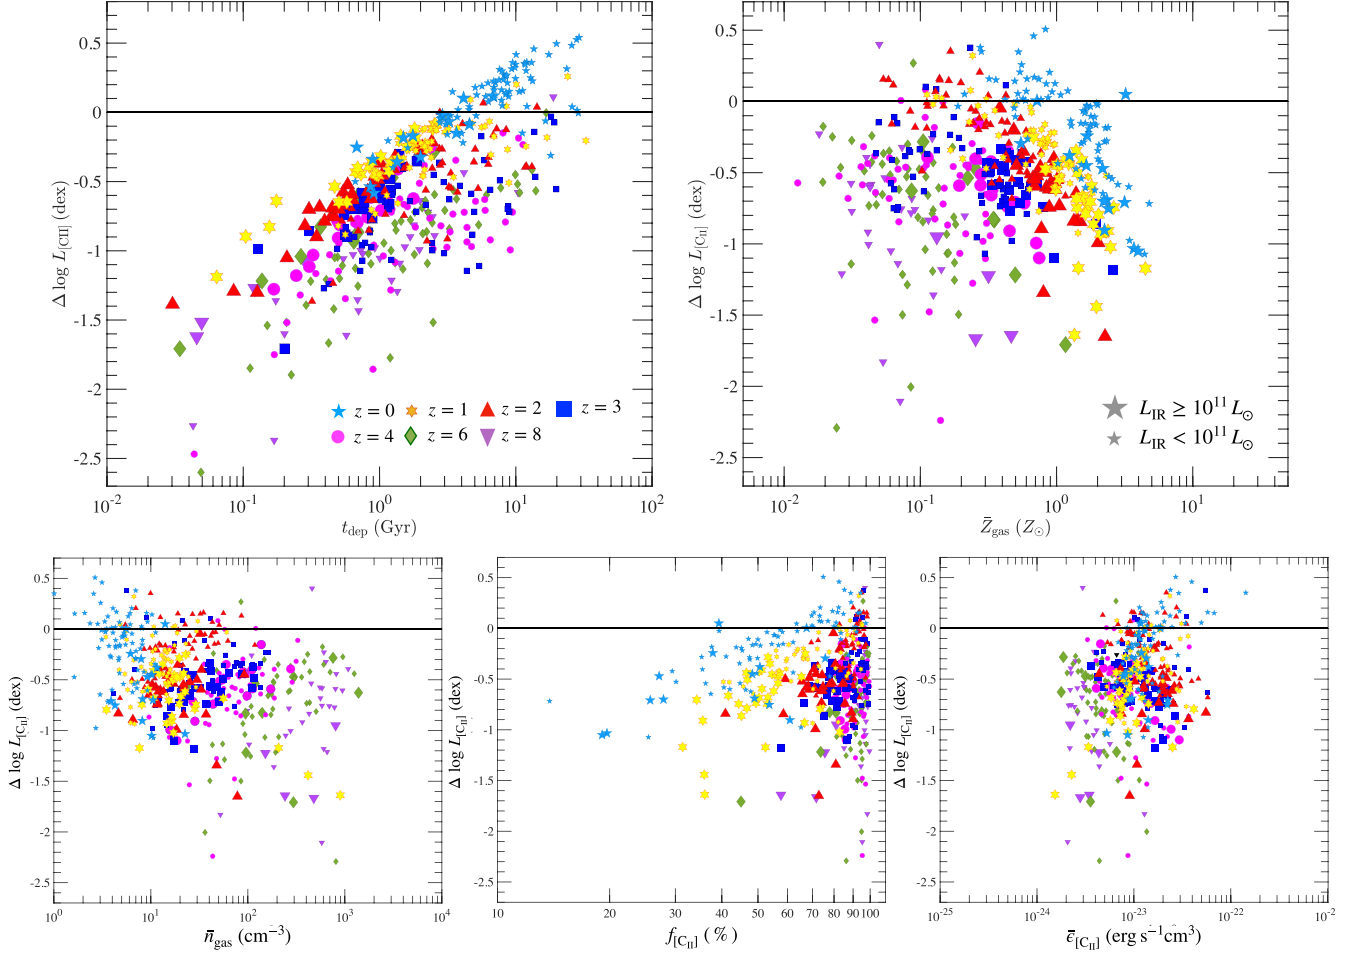 0.5
0
-0.5
-1
-1.5
-2
-2.5
Δ log L[CII] (dex)
z = 0 z = 1 z = 2 z = 3
z = 4 z = 6 z = 8
10⁻² 10⁻¹ 10⁰ 10¹ 10²
t_dep (Gyr)
0.5
0
-0.5
-1
-1.5
-2
-2.5
Δ log L[CII] (dex)
L_IR ≥ 10¹¹ L⊙
L_IR < 10¹¹ L⊙
10⁻² 10⁻¹ 10⁰ 10¹
Z̄_gas (Z⊙)
0.5
0
-0.5
-1
-1.5
-2
-2.5
Δ log L[CII] (dex)
10⁰ 10¹ 10² 10³ 10⁴
n̄_gas (cm⁻³)
0.5
0
-0.5
-1
-1.5
-2
-2.5
Δ log L[CII] (dex)
10 20 30 40 50 60 70 80 90 100
f[CII] (%)
0.5
0
-0.5
-1
-1.5
-2
-2.5
Δ log L[CII] (dex)
10⁻²⁵ 10⁻²⁴ 10⁻²³ 10⁻²² 10⁻²
ϵ̄[CII] (erg s⁻¹ cm³)